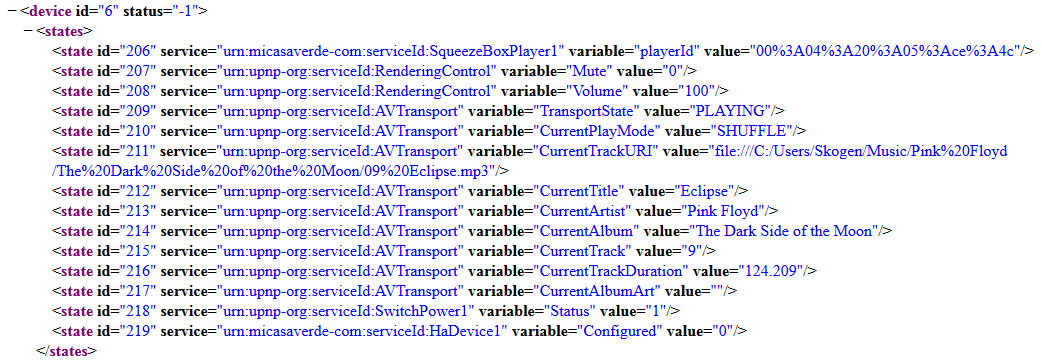 −<device id="6" status="-1">
−<states>
<state id="206" service="urn:micasaverde-com:serviceId:SqueezeBoxPlayer1" variable="playerId" value="00%3A04%3A20%3A05%3Ace%3A4c"/>
<state id="207" service="urn:upnp-org:serviceId:RenderingControl" variable="Mute" value="0"/>
<state id="208" service="urn:upnp-org:serviceId:RenderingControl" variable="Volume" value="100"/>
<state id="209" service="urn:upnp-org:serviceId:AVTransport" variable="TransportState" value="PLAYING"/>
<state id="210" service="urn:upnp-org:serviceId:AVTransport" variable="CurrentPlayMode" value="SHUFFLE"/>
<state id="211" service="urn:upnp-org:serviceId:AVTransport" variable="CurrentTrackURI" value="file:///C:/Users/Skogen/Music/Pink%20Floyd
/The%20Dark%20Side%20of%20the%20Moon/09%20Eclipse.mp3"/>
<state id="212" service="urn:upnp-org:serviceId:AVTransport" variable="CurrentTitle" value="Eclipse"/>
<state id="213" service="urn:upnp-org:serviceId:AVTransport" variable="CurrentArtist" value="Pink Floyd"/>
<state id="214" service="urn:upnp-org:serviceId:AVTransport" variable="CurrentAlbum" value="The Dark Side of the Moon"/>
<state id="215" service="urn:upnp-org:serviceId:AVTransport" variable="CurrentTrack" value="9"/>
<state id="216" service="urn:upnp-org:serviceId:AVTransport" variable="CurrentTrackDuration" value="124.209"/>
<state id="217" service="urn:upnp-org:serviceId:AVTransport" variable="CurrentAlbumArt" value=""/>
<state id="218" service="urn:upnp-org:serviceId:SwitchPower1" variable="Status" value="1"/>
<state id="219" service="urn:micasaverde-com:serviceId:HaDevice1" variable="Configured" value="0"/>
</states>